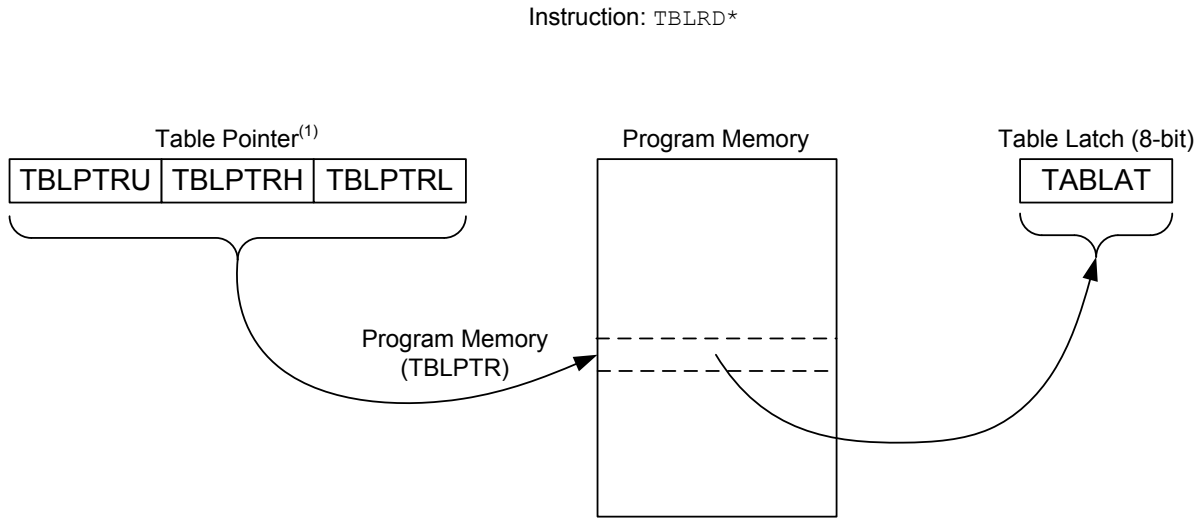 Instruction: TBLRD*
Table Pointer(1)
Program Memory
Table Latch (8-bit)
TBLPTRU TBLPTRH TBLPTRL
TABLAT
Program Memory
(TBLPTR)